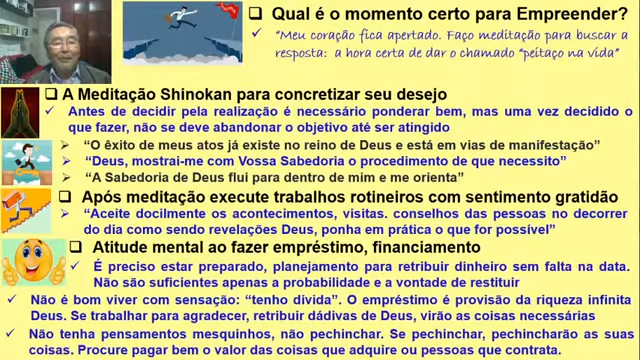 Qual é o momento certo para Empreender?
"Meu coração fica apertado. Faço meditação para buscar a
resposta: a hora certa de dar o chamado "peitaço na vida"
A Meditação Shinokan para concretizar seu desejo
Antes de decidir pela realização é necessário ponderar bem, mas uma vez decidido o
que fazer, não se deve abandonar o objetivo até ser atingido
"O êxito de meus atos já existe no reino de Deus e está em vias de manifestação"
"Deus, mostrai-me com Vossa Sabedoria o procedimento de que necessito"
"A Sabedoria de Deus flui para dentro de mim e me orienta"
Após meditação execute trabalhos rotineiros com sentimento gratidão
"Aceite docilmente os acontecimentos, visitas. conselhos das pessoas no decorrer
do dia como sendo revelações Deus, ponha em prática o que for possível"
Atitude mental ao fazer empréstimo, financiamento
É preciso estar preparado, planejamento para retribuir dinheiro sem falta na data.
Não são suficientes apenas a probabilidade e a vontade de restituir
Não é bom viver com sensação: "tenho dívida". O empréstimo é provisão da riqueza infinita
Deus. Se trabalhar para agradecer, retribuir dádivas de Deus, virão as coisas necessárias
Não tenha pensamentos mesquinhos, não pechinchar. Se pechinchar, pechincharão as suas
coisas. Procure pagar bem o valor das coisas que adquire ou pessoas que contrata.